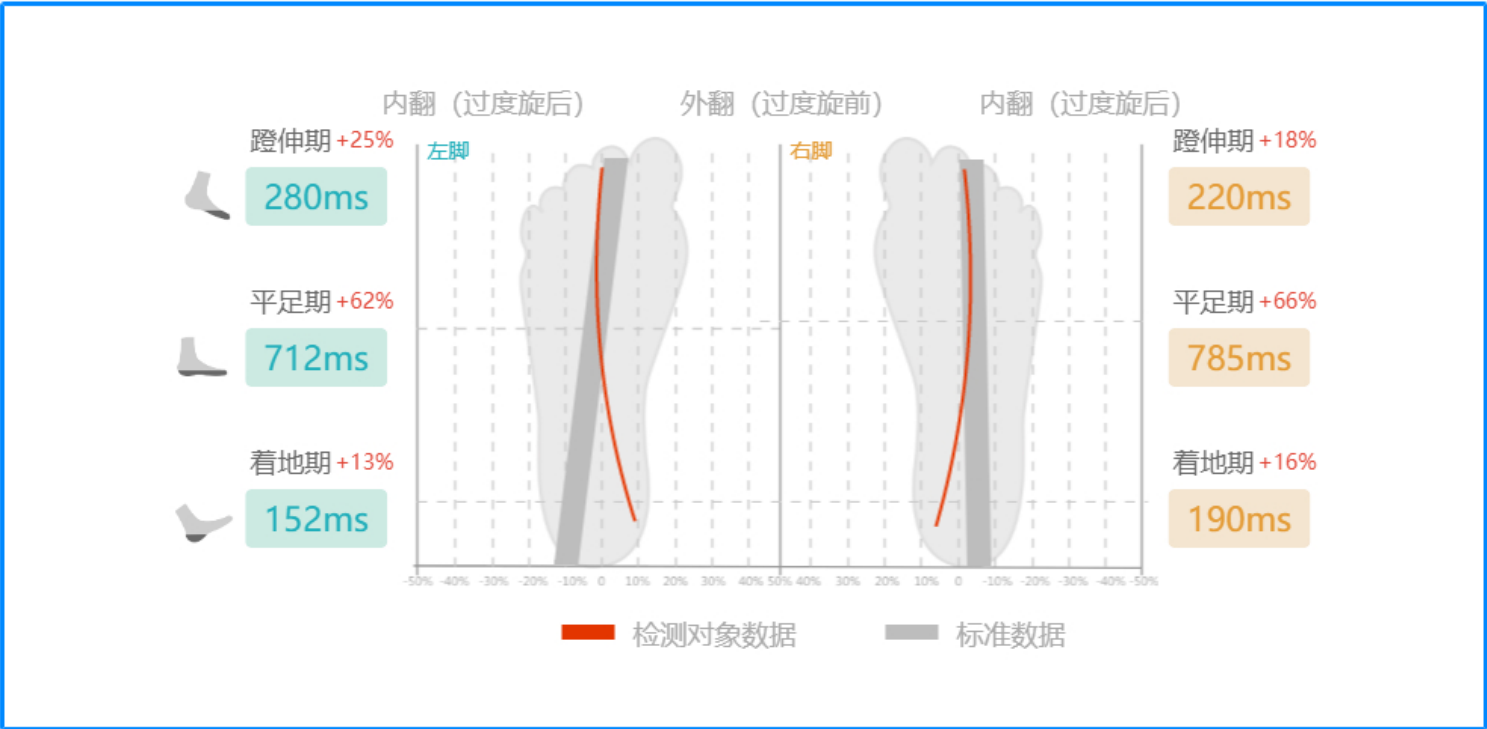 内翻（过度旋后） 外翻（过度旋前） 内翻（过度旋后）
蹬伸期 +25%
280ms
平足期 +62%
712ms
着地期 +13%
152ms
左脚
右脚
蹬伸期 +18%
220ms
平足期 +66%
785ms
着地期 +16%
190ms
-50% -40% -30% -20% -10% 0 10% 20% 30% 40% 50% 40% 30% 20% 10% 0 -10% -20% -30% -40% -50%
检测对象数据 标准数据